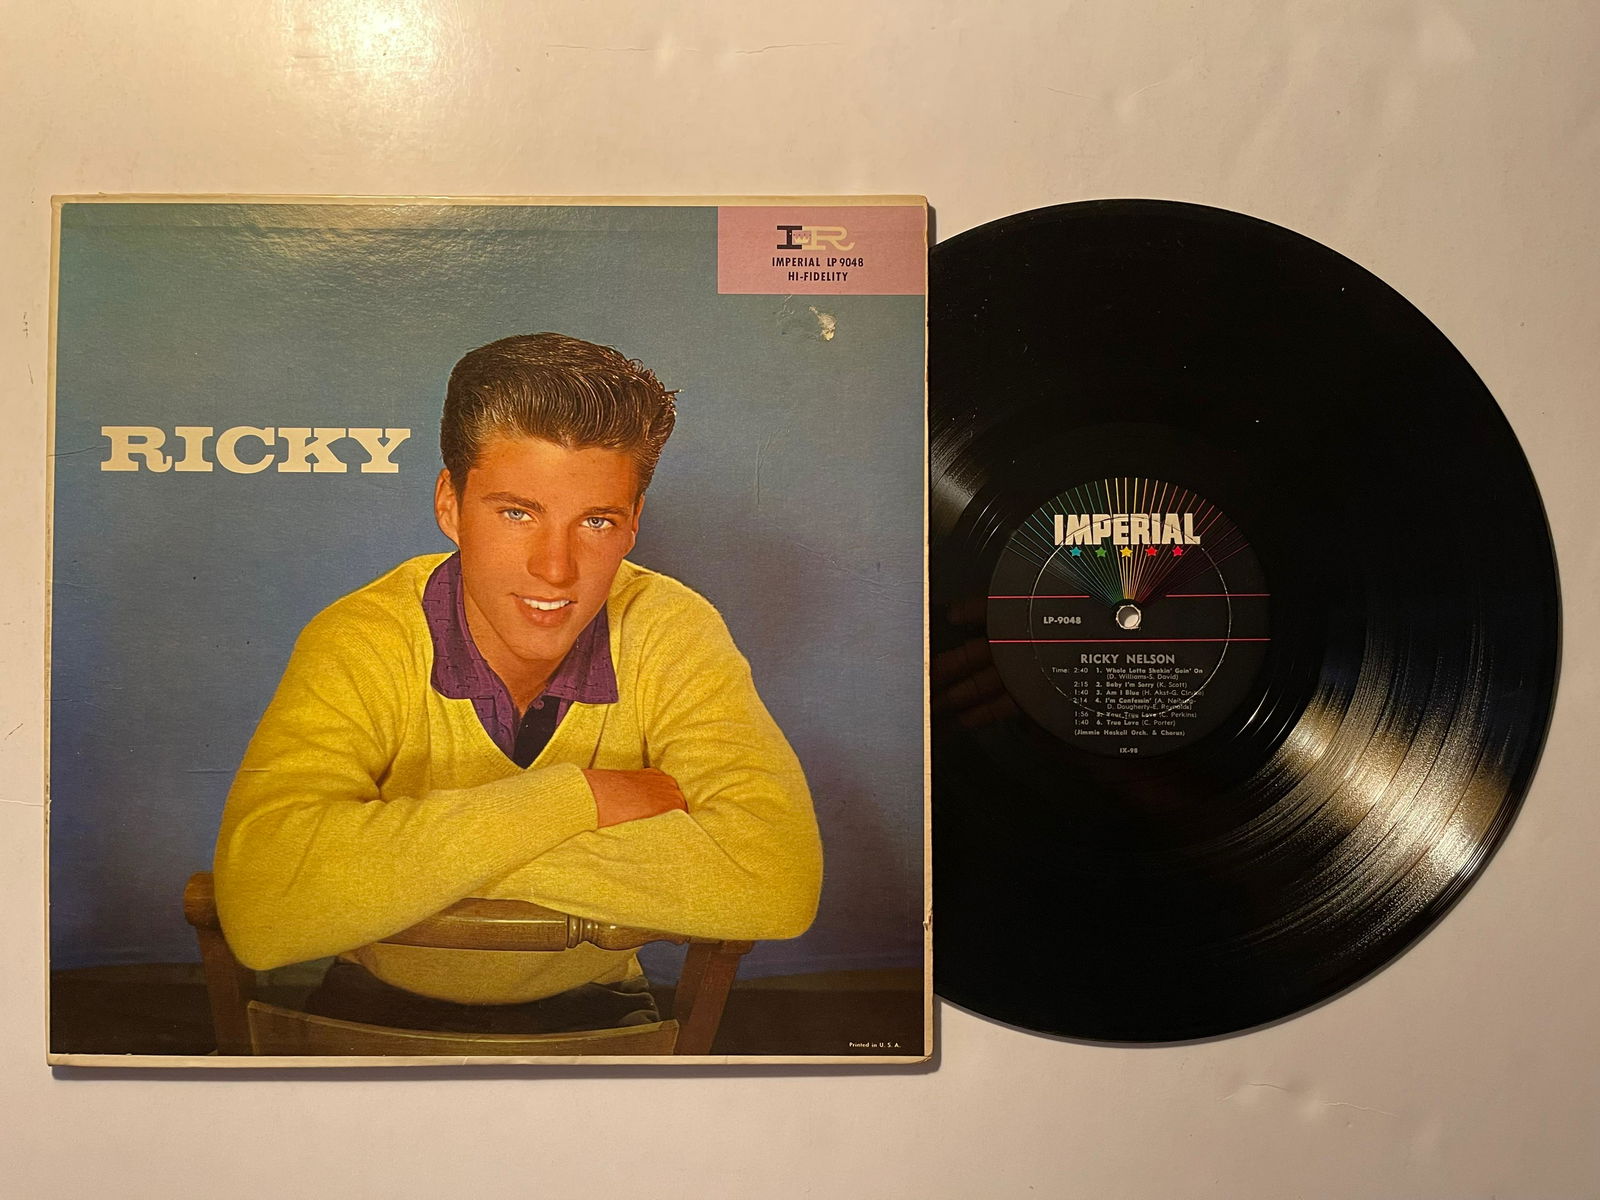 RICKY
IR
IMPERIAL LP 9048
HI-FIDELITY
Printed in U. S. A.
IMPERIAL
LP-9048
RICKY NELSON
Time: 2:40 1. Whole Lotta Shakin' Goin' On
(D. Williams-S. David)
2:15 2. Baby I'm Sorry (K. Scott)
1:40 3. Am I Blue (H. Akst-G.
2:14 4. I'm Confessin' (A. Neiburg-
D. Dougherty-E. Reynolds)
1:56 5. Your True Love (C. Perkins)
1:40 6. True Love (C. Porter)
(Jimmie Haskell Orch. & Chorus)
IX-98